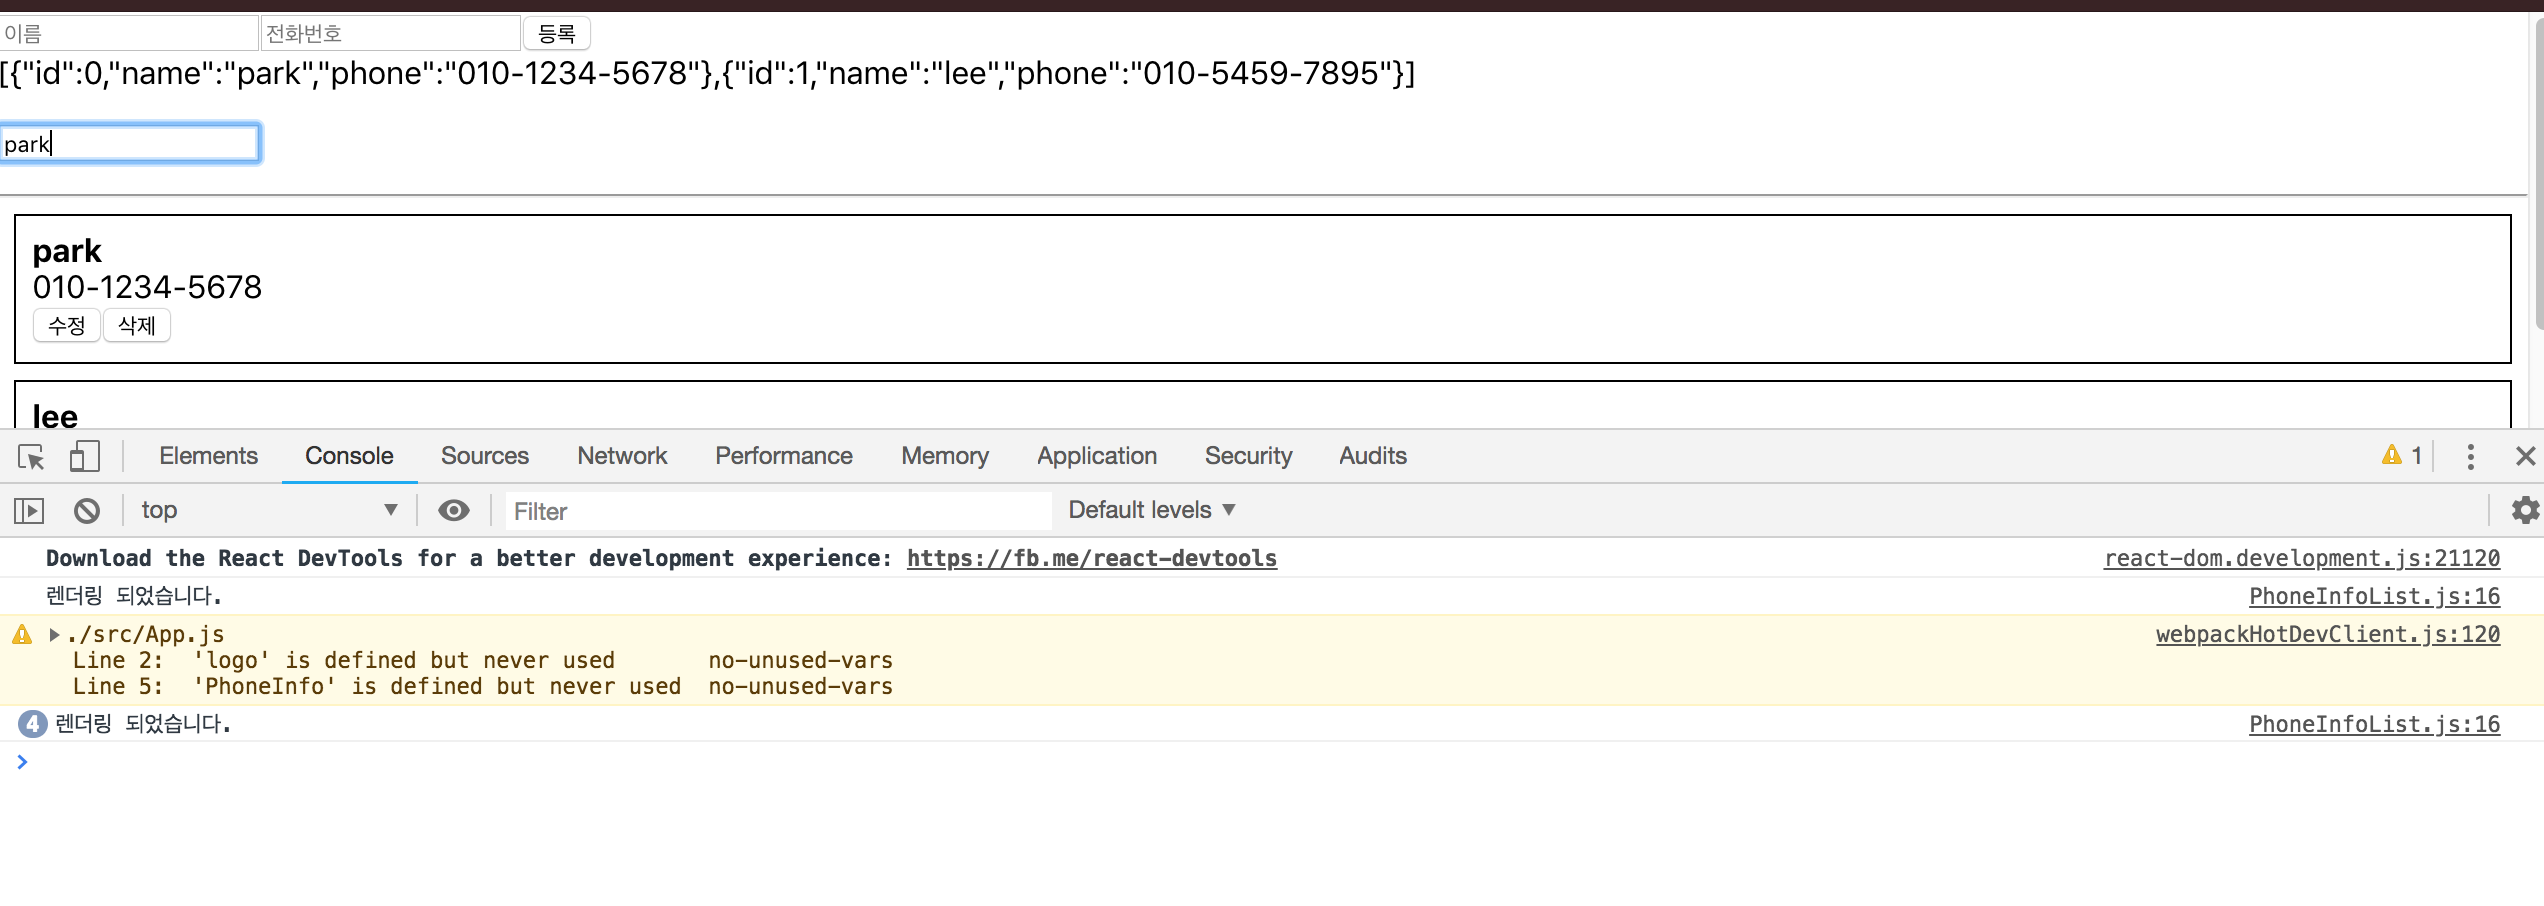 이름 전화번호 등록
[{"id":0,"name":"park","phone":"010-1234-5678"},{"id":1,"name":"lee","phone":"010-5459-7895"}]
park
park
010-1234-5678
수정 삭제
lee
Elements Console Sources Network Performance Memory Application Security Audits 1
top Filter Default levels
Download the React DevTools for a better development experience: https://fb.me/react-devtools react-dom.development.js:21120
렌더링 되었습니다. PhoneInfoList.js:16
./src/App.js webpackHotDevClient.js:120
Line 2: 'logo' is defined but never used no-unused-vars
Line 5: 'PhoneInfo' is defined but never used no-unused-vars
4 렌더링 되었습니다. PhoneInfoList.js:16